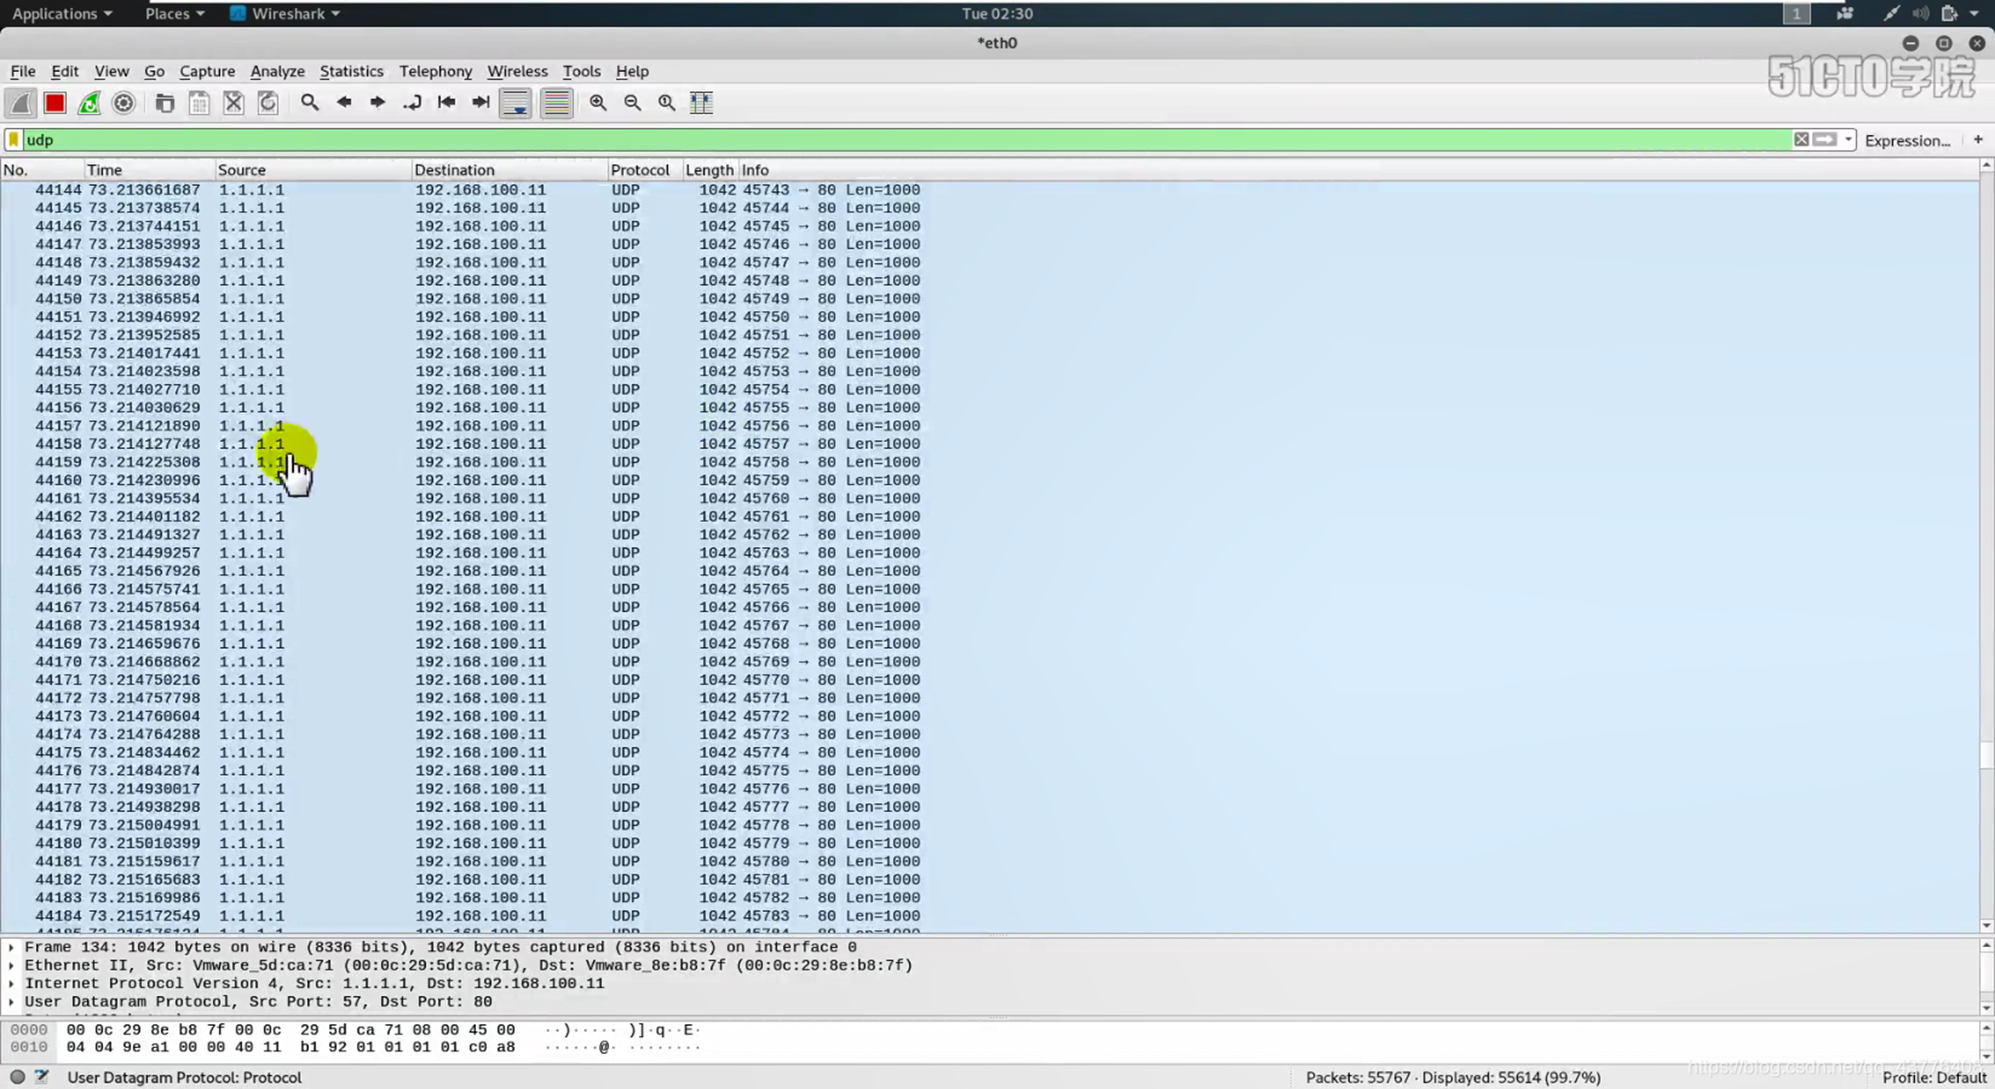 Applications Places Wireshark Tue 02:30 1
*eth0
File Edit View Go Capture Analyze Statistics Telephony Wireless Tools Help
51CTO学院
udp Expression... +
No. Time Source Destination Protocol Length Info
44144 73.213661687 1.1.1.1 192.168.100.11 UDP 1042 45743 → 80 Len=1000
44145 73.213738574 1.1.1.1 192.168.100.11 UDP 1042 45744 → 80 Len=1000
44146 73.213744151 1.1.1.1 192.168.100.11 UDP 1042 45745 → 80 Len=1000
44147 73.213853993 1.1.1.1 192.168.100.11 UDP 1042 45746 → 80 Len=1000
44148 73.213859432 1.1.1.1 192.168.100.11 UDP 1042 45747 → 80 Len=1000
44149 73.213863280 1.1.1.1 192.168.100.11 UDP 1042 45748 → 80 Len=1000
44150 73.213865854 1.1.1.1 192.168.100.11 UDP 1042 45749 → 80 Len=1000
44151 73.213946992 1.1.1.1 192.168.100.11 UDP 1042 45750 → 80 Len=1000
44152 73.213952585 1.1.1.1 192.168.100.11 UDP 1042 45751 → 80 Len=1000
44153 73.214017441 1.1.1.1 192.168.100.11 UDP 1042 45752 → 80 Len=1000
44154 73.214023598 1.1.1.1 192.168.100.11 UDP 1042 45753 → 80 Len=1000
44155 73.214027710 1.1.1.1 192.168.100.11 UDP 1042 45754 → 80 Len=1000
44156 73.214030629 1.1.1.1 192.168.100.11 UDP 1042 45755 → 80 Len=1000
44157 73.214121890 1.1.1.1 192.168.100.11 UDP 1042 45756 → 80 Len=1000
44158 73.214127748 1.1.1.1 192.168.100.11 UDP 1042 45757 → 80 Len=1000
44159 73.214225308 1.1.1.1 192.168.100.11 UDP 1042 45758 → 80 Len=1000
44160 73.214230996 1.1.1.1 192.168.100.11 UDP 1042 45759 → 80 Len=1000
44161 73.214395534 1.1.1.1 192.168.100.11 UDP 1042 45760 → 80 Len=1000
44162 73.214401182 1.1.1.1 192.168.100.11 UDP 1042 45761 → 80 Len=1000
44163 73.214491327 1.1.1.1 192.168.100.11 UDP 1042 45762 → 80 Len=1000
44164 73.214499257 1.1.1.1 192.168.100.11 UDP 1042 45763 → 80 Len=1000
44165 73.214567926 1.1.1.1 192.168.100.11 UDP 1042 45764 → 80 Len=1000
44166 73.214575741 1.1.1.1 192.168.100.11 UDP 1042 45765 → 80 Len=1000
44167 73.214578564 1.1.1.1 192.168.100.11 UDP 1042 45766 → 80 Len=1000
44168 73.214581934 1.1.1.1 192.168.100.11 UDP 1042 45767 → 80 Len=1000
44169 73.214659676 1.1.1.1 192.168.100.11 UDP 1042 45768 → 80 Len=1000
44170 73.214668862 1.1.1.1 192.168.100.11 UDP 1042 45769 → 80 Len=1000
44171 73.214750216 1.1.1.1 192.168.100.11 UDP 1042 45770 → 80 Len=1000
44172 73.214757798 1.1.1.1 192.168.100.11 UDP 1042 45771 → 80 Len=1000
44173 73.214760604 1.1.1.1 192.168.100.11 UDP 1042 45772 → 80 Len=1000
44174 73.214764288 1.1.1.1 192.168.100.11 UDP 1042 45773 → 80 Len=1000
44175 73.214834462 1.1.1.1 192.168.100.11 UDP 1042 45774 → 80 Len=1000
44176 73.214842874 1.1.1.1 192.168.100.11 UDP 1042 45775 → 80 Len=1000
44177 73.214930017 1.1.1.1 192.168.100.11 UDP 1042 45776 → 80 Len=1000
44178 73.214938298 1.1.1.1 192.168.100.11 UDP 1042 45777 → 80 Len=1000
44179 73.215004991 1.1.1.1 192.168.100.11 UDP 1042 45778 → 80 Len=1000
44180 73.215010399 1.1.1.1 192.168.100.11 UDP 1042 45779 → 80 Len=1000
44181 73.215159617 1.1.1.1 192.168.100.11 UDP 1042 45780 → 80 Len=1000
44182 73.215165683 1.1.1.1 192.168.100.11 UDP 1042 45781 → 80 Len=1000
44183 73.215169986 1.1.1.1 192.168.100.11 UDP 1042 45782 → 80 Len=1000
44184 73.215172549 1.1.1.1 192.168.100.11 UDP 1042 45783 → 80 Len=1000
Frame 134: 1042 bytes on wire (8336 bits), 1042 bytes captured (8336 bits) on interface 0
Ethernet II, Src: Vmware_5d:ca:71 (00:0c:29:5d:ca:71), Dst: Vmware_8e:b8:7f (00:0c:29:8e:b8:7f)
Internet Protocol Version 4, Src: 1.1.1.1, Dst: 192.168.100.11
User Datagram Protocol, Src Port: 57, Dst Port: 80
0000 00 0c 29 8e b8 7f 00 0c 29 5d ca 71 08 00 45 00 ··)····· )]·q··E·
0010 04 04 9e a1 00 00 40 11 b1 92 01 01 01 01 c0 a8 ······@· ········
User Datagram Protocol: Protocol Packets: 55767 · Displayed: 55614 (99.7%) Profile: Default